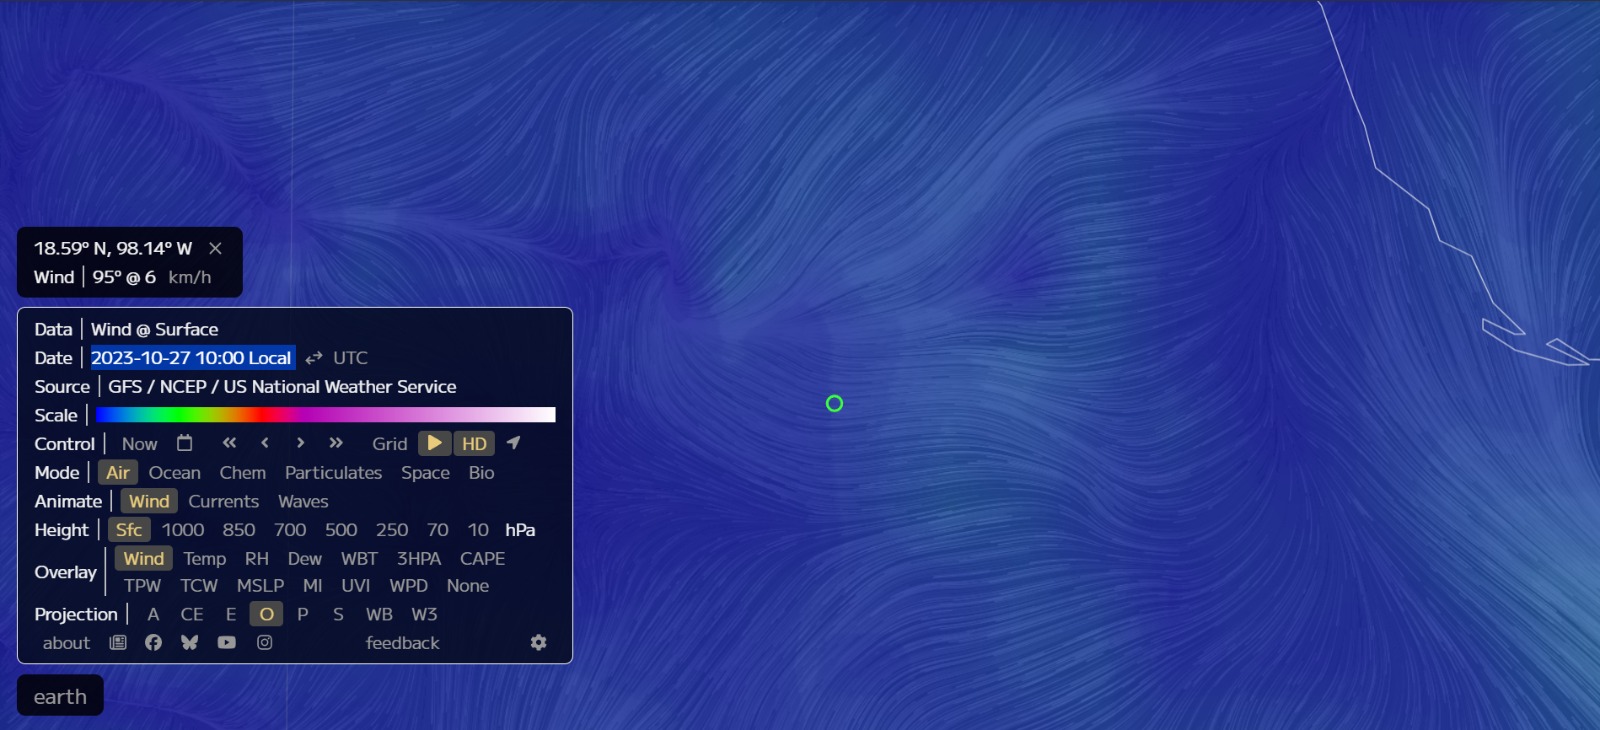 18.59° N, 98.14° W ×
Wind | 95° @ 6 km/h
Data | Wind @ Surface
Date | 2023-10-27 10:00 Local ⇄ UTC
Source | GFS / NCEP / US National Weather Service
Scale |
Control | Now « ‹ › » Grid HD
Mode | Air Ocean Chem Particulates Space Bio
Animate | Wind Currents Waves
Height | Sfc 1000 850 700 500 250 70 10 hPa
Overlay | Wind Temp RH Dew WBT 3HPA CAPE
TPW TCW MSLP MI UVI WPD None
Projection | A CE E O P S WB W3
about feedback
earth